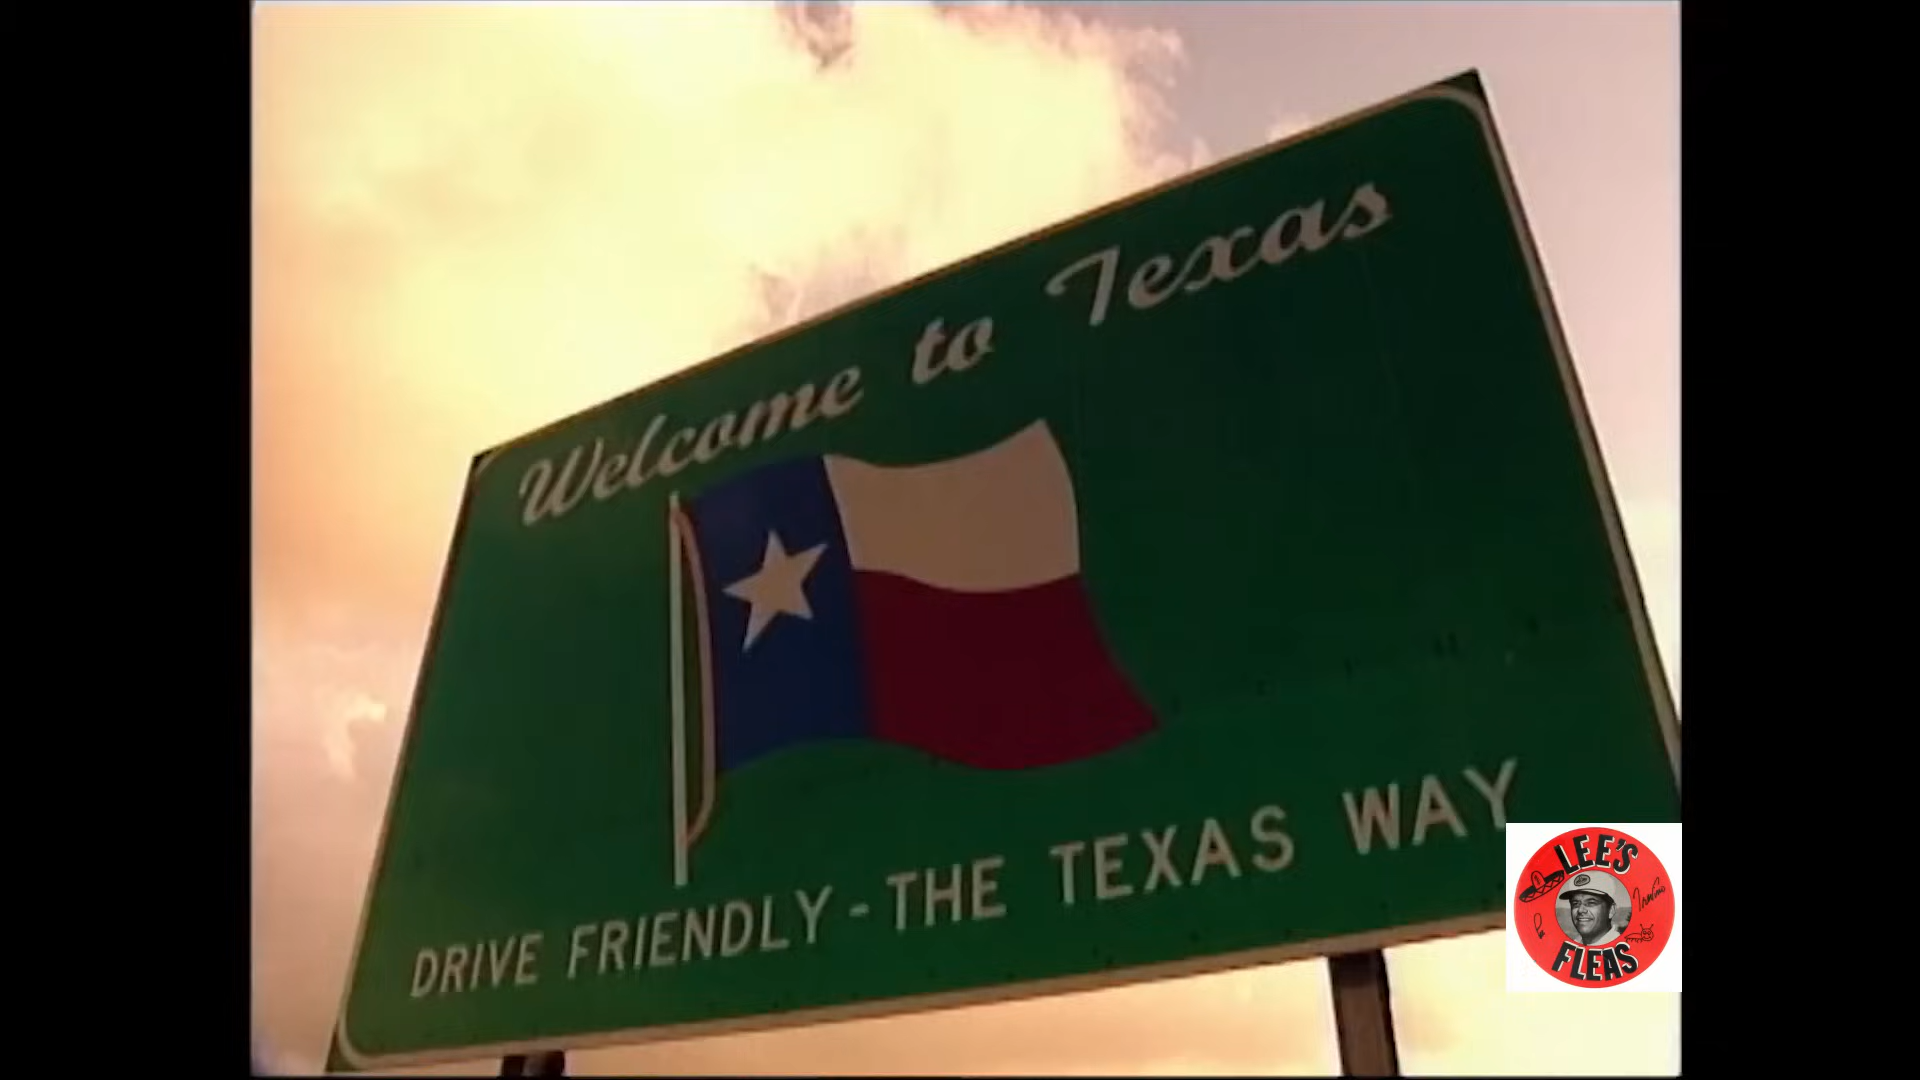 Welcome to Texas
DRIVE FRIENDLY - THE TEXAS WAY
LEE'S
FLEAS